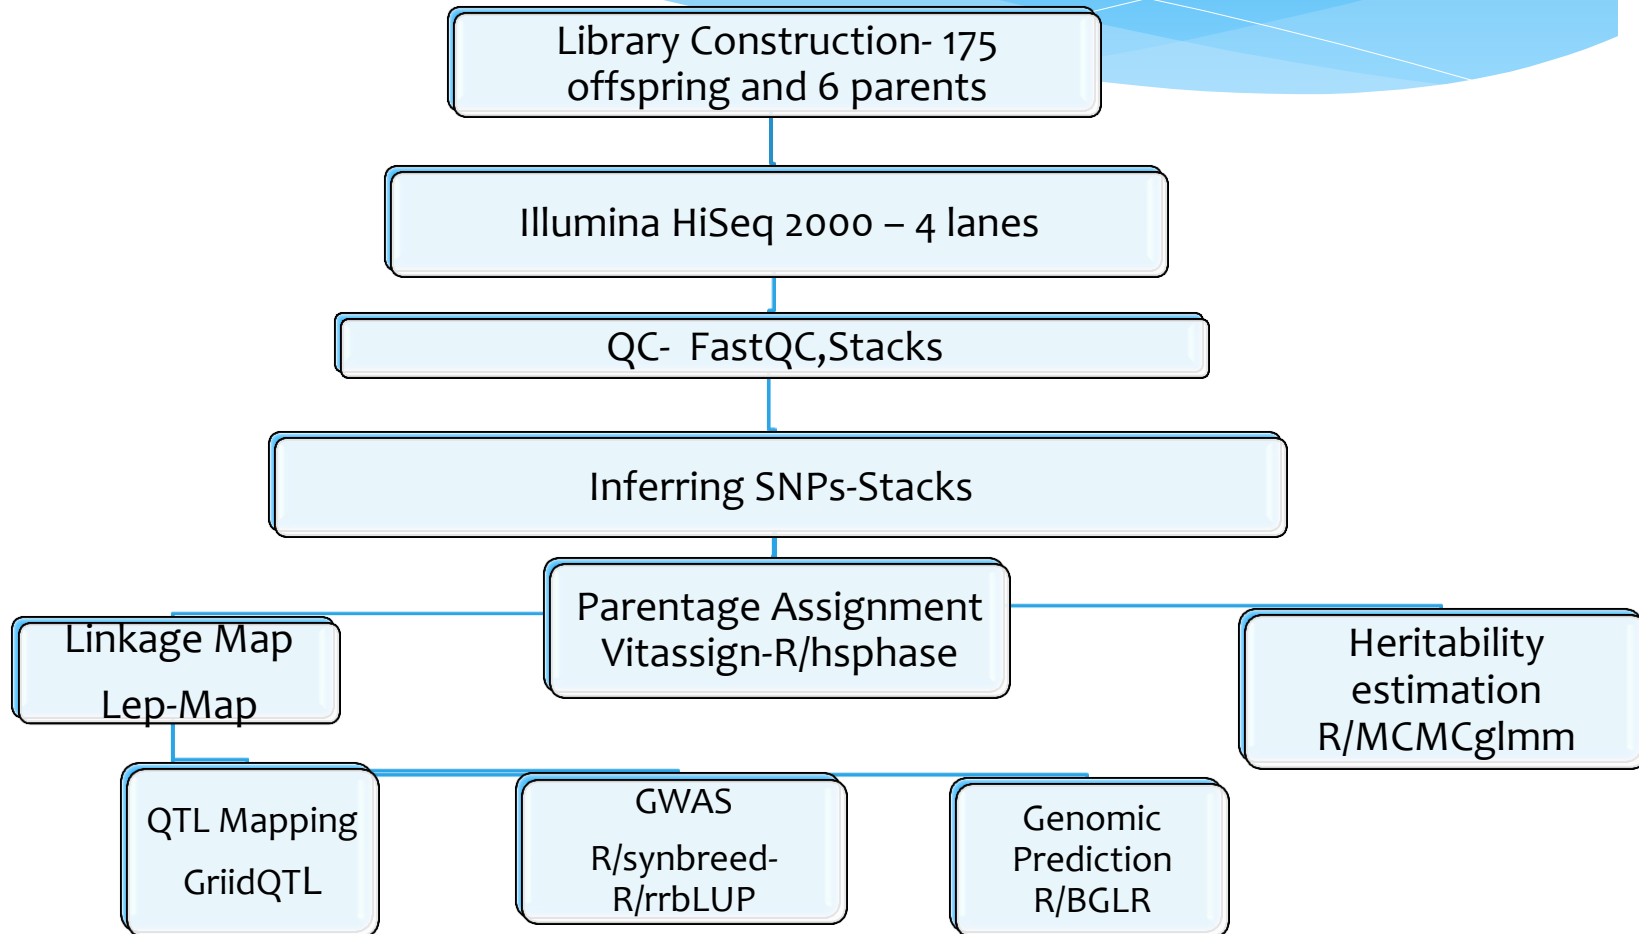 Library Construction- 175
offspring and 6 parents
Illumina HiSeq 2000 – 4 lanes
QC-  FastQC,Stacks
Inferring SNPs-Stacks
Parentage Assignment
Vitassign-R/hsphase
Linkage Map
Lep-Map
Heritability
estimation
R/MCMCglmm
QTL Mapping
GriidQTL
GWAS
R/synbreed-
R/rrbLUP
Genomic
Prediction
R/BGLR